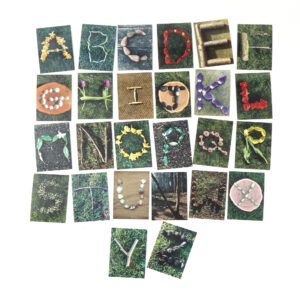 A B C D E F
G H I J K L
M N O P Q R
S T U V W X
Y Z